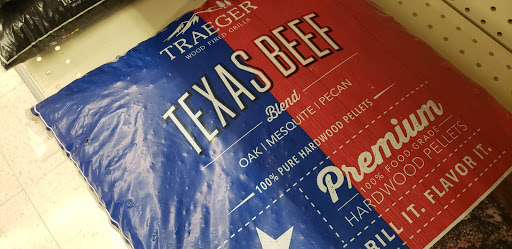 TRAEGER
WOOD FIRED GRILLS
TEXAS BEEF
Blend
OAK | MESQUITE | PECAN
100% PURE HARDWOOD PELLETS
Premium
100% FOOD-GRADE
HARDWOOD PELLETS
IT. FLAVOR IT.